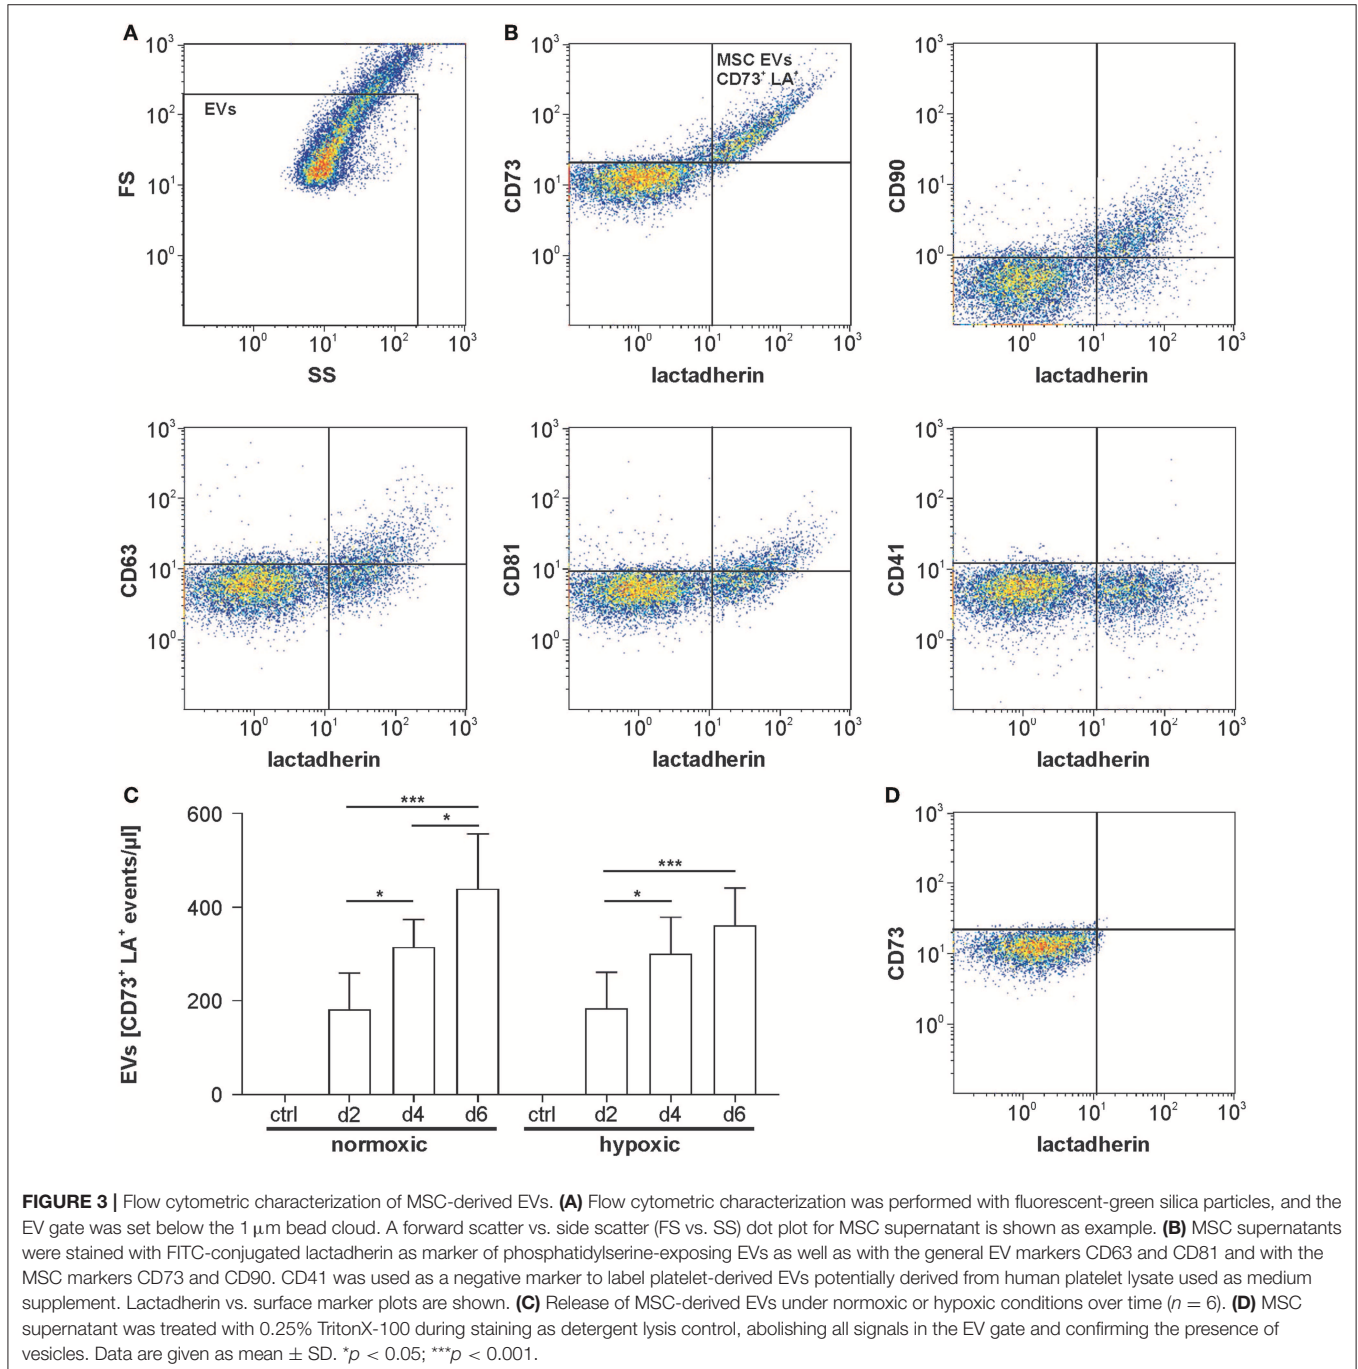 A
10³
10²
10¹
10⁰
FS
EVs
10⁰ 10¹ 10² 10³
SS
B
10³
10²
10¹
10⁰
CD73
MSC EVs
CD73⁺ LA⁺
10⁰ 10¹ 10² 10³
lactadherin
10³
10²
10¹
10⁰
CD90
10⁰ 10¹ 10² 10³
lactadherin
10³
10²
10¹
10⁰
CD63
10⁰ 10¹ 10² 10³
lactadherin
10³
10²
10¹
10⁰
CD81
10⁰ 10¹ 10² 10³
lactadherin
10³
10²
10¹
10⁰
CD41
10⁰ 10¹ 10² 10³
lactadherin
C
EVs [CD73⁺ LA⁺ events/µl]
600
400
200
0
***
*
*
***
*
ctrl d2 d4 d6 ctrl d2 d4 d6
normoxic hypoxic
D
10³
10²
10¹
10⁰
CD73
10⁰ 10¹ 10² 10³
lactadherin
FIGURE 3 | Flow cytometric characterization of MSC-derived EVs. (A) Flow cytometric characterization was performed with fluorescent-green silica particles, and the
EV gate was set below the 1 µm bead cloud. A forward scatter vs. side scatter (FS vs. SS) dot plot for MSC supernatant is shown as example. (B) MSC supernatants
were stained with FITC-conjugated lactadherin as marker of phosphatidylserine-exposing EVs as well as with the general EV markers CD63 and CD81 and with the
MSC markers CD73 and CD90. CD41 was used as a negative marker to label platelet-derived EVs potentially derived from human platelet lysate used as medium
supplement. Lactadherin vs. surface marker plots are shown. (C) Release of MSC-derived EVs under normoxic or hypoxic conditions over time (n = 6). (D) MSC
supernatant was treated with 0.25% TritonX-100 during staining as detergent lysis control, abolishing all signals in the EV gate and confirming the presence of
vesicles. Data are given as mean ± SD. *p < 0.05; ***p < 0.001.